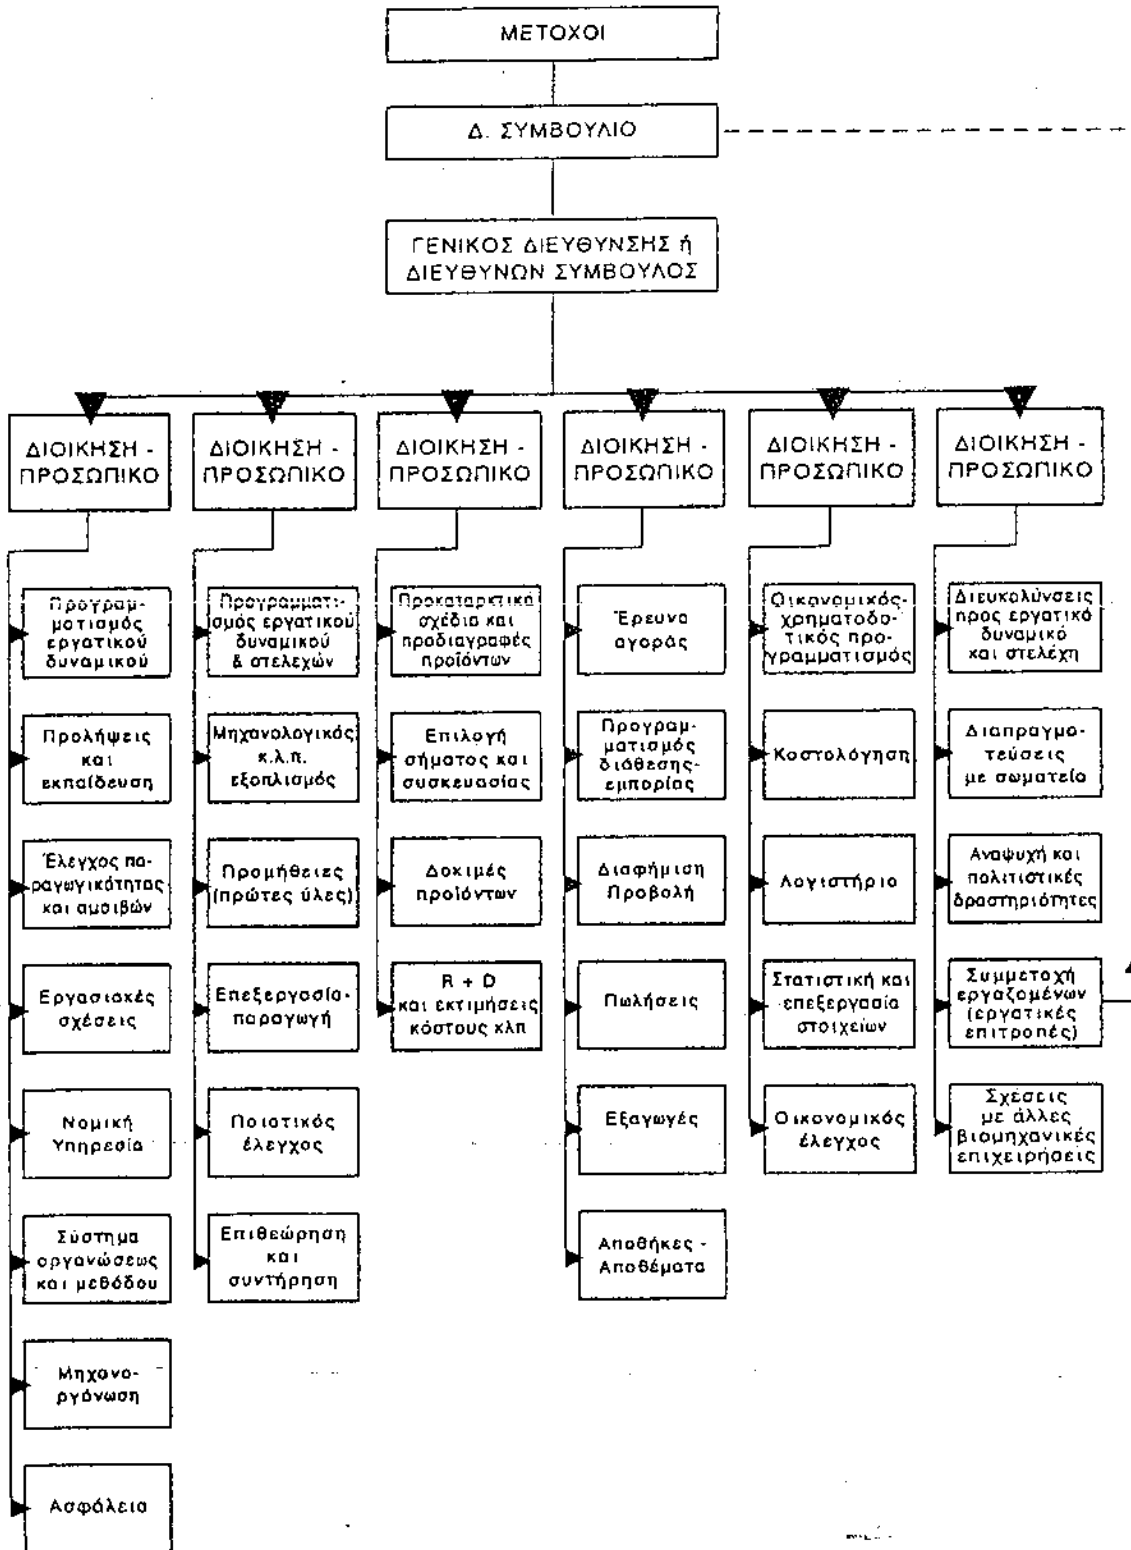 ΜΕΤΟΧΟΙ
Δ. ΣΥΜΒΟΥΛΙΟ
ΓΕΝΙΚΟΣ ΔΙΕΥΘΥΝΣΗΣ ή
ΔΙΕΥΘΥΝΩΝ ΣΥΜΒΟΥΛΟΣ
ΔΙΟΙΚΗΣΗ -
ΠΡΟΣΩΠΙΚΟ
Προγραμ-
ματισμός
εργατικού
δυναμικού
Προλήψεις
και
εκπαίδευση
Έλεγχος πα-
ραγωγικότητας
και αμοιβών
Εργασιακές
σχέσεις
Νομική
Υπηρεσία
Σύστημα
οργανώσεως
και μεθόδου
Μηχανο-
ργάνωση
Ασφάλεια
ΔΙΟΙΚΗΣΗ -
ΠΡΟΣΩΠΙΚΟ
Προγραμματι-
σμός εργατικού
δυναμικού
& στελεχών
Μηχανολογικός
κ.λ.π.
εξοπλισμός
Προμήθειες
(πρώτες ύλες)
Επεξεργασία-
παραγωγή
Ποιοτικός
έλεγχος
Επιθεώρηση
και
συντήρηση
ΔΙΟΙΚΗΣΗ -
ΠΡΟΣΩΠΙΚΟ
Προκαταρκτικά
σχέδια και
προδιαγραφές
προϊόντων
Επιλογή
σήματος και
συσκευασίας
Δοκιμές
προϊόντων
R + D
και εκτιμήσεις
κόστους κλπ
ΔΙΟΙΚΗΣΗ -
ΠΡΟΣΩΠΙΚΟ
Έρευνα
αγοράς
Προγραμ-
ματισμός
διάθεσης-
εμπορίας
Διαφήμιση
Προβολή
Πωλήσεις
Εξαγωγές
Αποθήκες -
Αποθέματα
ΔΙΟΙΚΗΣΗ -
ΠΡΟΣΩΠΙΚΟ
Οικονομικός-
χρηματοδο-
τικός προ-
γραμματισμός
Κοστολόγηση
Λογιστήριο
Στατιστική και
επεξεργασία
στοιχείων
Οικονομικός
έλεγχος
ΔΙΟΙΚΗΣΗ -
ΠΡΟΣΩΠΙΚΟ
Διευκολύνσεις
προς εργατικό
δυναμικό
και στελέχη
Διαπραγμα-
τεύσεις
με σωματείο
Αναψυχή και
πολιτιστικές
δραστηριότητες
Συμμετοχή
εργαζομένων
(εργατικές
επιτροπές)
Σχέσεις
με άλλες
βιομηχανικές
επιχειρήσεις